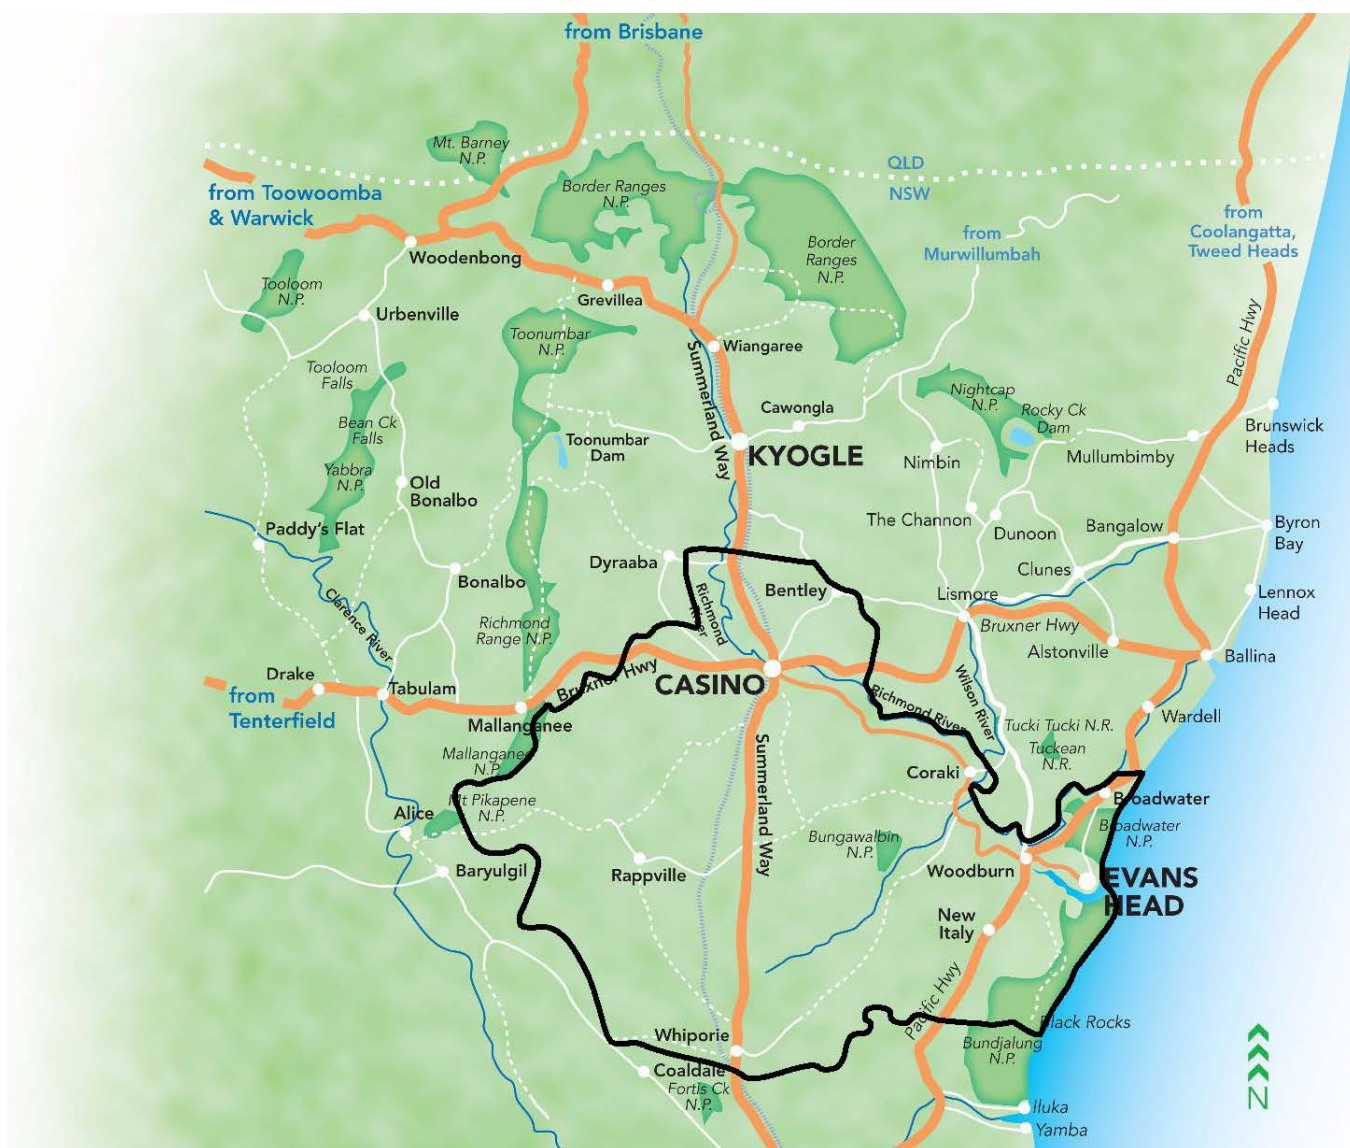 from Brisbane
Mt. Barney
N.P.
QLD
NSW
from Toowoomba
& Warwick
Border Ranges
N.P.
from
Coolangatta,
Tweed Heads
from
Murwillumbah
Border
Ranges
N.P.
Woodenbong
Tooloom
N.P.
Grevillea
Urbenville
Toonumbar
N.P.
Wiangaree
Summerland Way
Pacific Hwy
Tooloom
Falls
Nightcap
N.P.
Rocky Ck
Dam
Cawongla
Brunswick
Heads
Bean Ck
Falls
Toonumbar
Dam
KYOGLE
Nimbin
Mullumbimby
Yabbra
N.P.
Old
Bonalbo
Paddy's Flat
The Channon
Dunoon
Bangalow
Byron
Bay
Dyraaba
Bonalbo
Bentley
Clunes
Lismore
Lennox
Head
Clarence River
Richmond
River
Richmond
Range N.P.
Bruxner Hwy
Alstonville
Ballina
Drake
Tabulam
Bruxner Hwy
CASINO
Richmond River
Wilson River
from
Tenterfield
Mallanganee
Wardell
Tucki Tucki N.R.
Tuckean
N.R.
Mallanganee
N.P.
Summerland Way
Coraki
Broadwater
Mt Pikapene
N.P.
Alice
Broadwater
N.P.
Bungawalbin
N.P.
Baryulgil
Rappville
Woodburn
EVANS
HEAD
New
Italy
Pacific Hwy
Black Rocks
Whiporie
Bundjalung
N.P.
Coaldale
Fortis Ck
N.P.
Iluka
Yamba
N